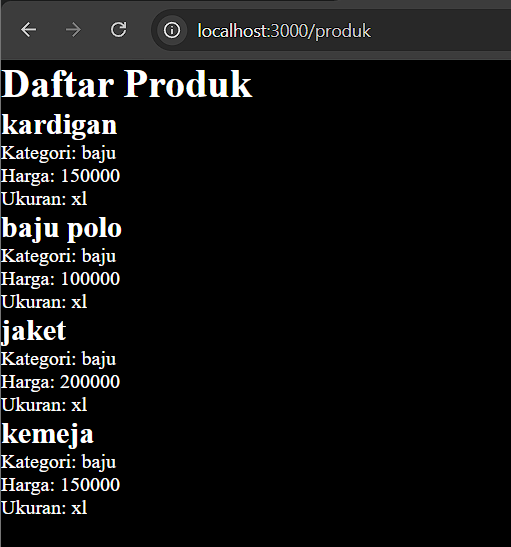 localhost:3000/produk
Daftar Produk
kardigan
Kategori: baju
Harga: 150000
Ukuran: xl
baju polo
Kategori: baju
Harga: 100000
Ukuran: xl
jaket
Kategori: baju
Harga: 200000
Ukuran: xl
kemeja
Kategori: baju
Harga: 150000
Ukuran: xl